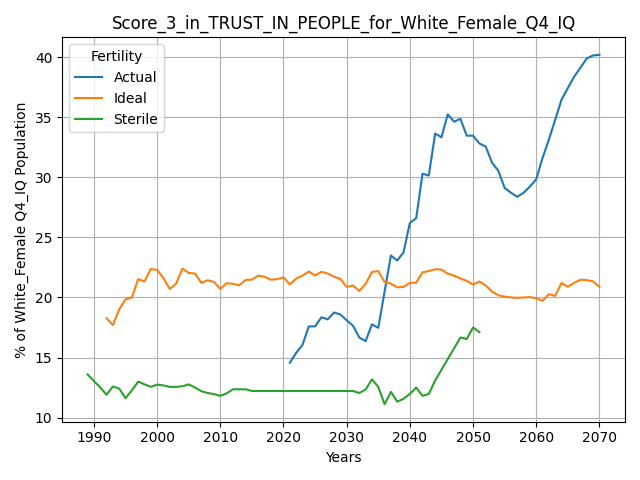 Score_3_in_TRUST_IN_PEOPLE_for_White_Female_Q4_IQ
Fertility
Actual
Ideal
Sterile
% of White_Female Q4_IQ Population
40
35
30
25
20
15
10
1990 2000 2010 2020 2030 2040 2050 2060 2070
Years